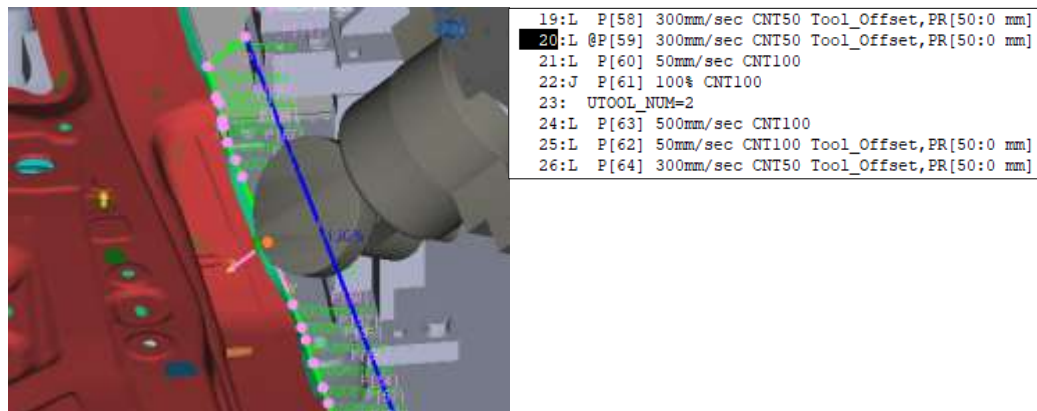 19:L P[58] 300mm/sec CNT50 Tool_Offset,PR[50:0 mm]
20:L @P[59] 300mm/sec CNT50 Tool_Offset,PR[50:0 mm]
21:L P[60] 50mm/sec CNT100
22:J P[61] 100% CNT100
23: UTOOL_NUM=2
24:L P[63] 500mm/sec CNT100
25:L P[62] 50mm/sec CNT100 Tool_Offset,PR[50:0 mm]
26:L P[64] 300mm/sec CNT50 Tool_Offset,PR[50:0 mm]